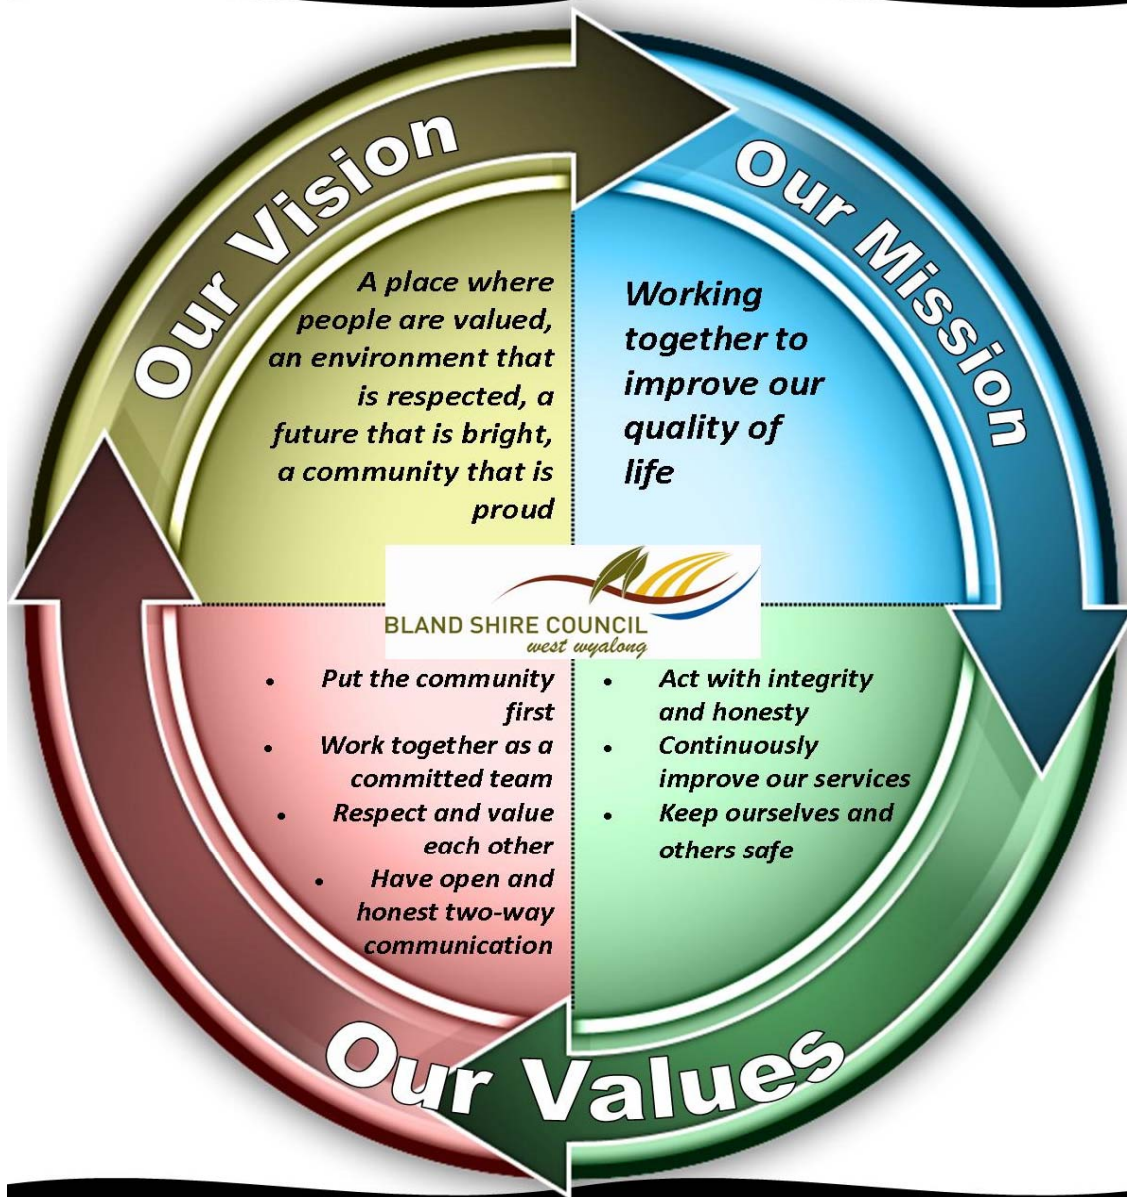 Our Vision
A place where
people are valued,
an environment that
is respected, a
future that is bright,
a community that is
proud
Our Mission
Working
together to
improve our
quality of
life
BLAND SHIRE COUNCIL
west wyalong
• Put the community
first
• Work together as a
committed team
• Respect and value
each other
• Have open and
honest two-way
communication
• Act with integrity
and honesty
• Continuously
improve our services
• Keep ourselves and
others safe
Our Values